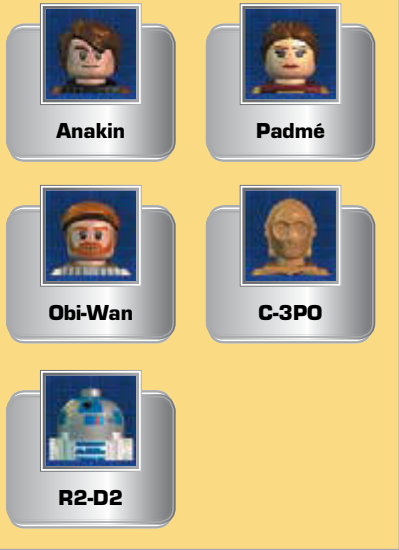 Anakin
Padmé
Obi-Wan
C-3PO
R2-D2